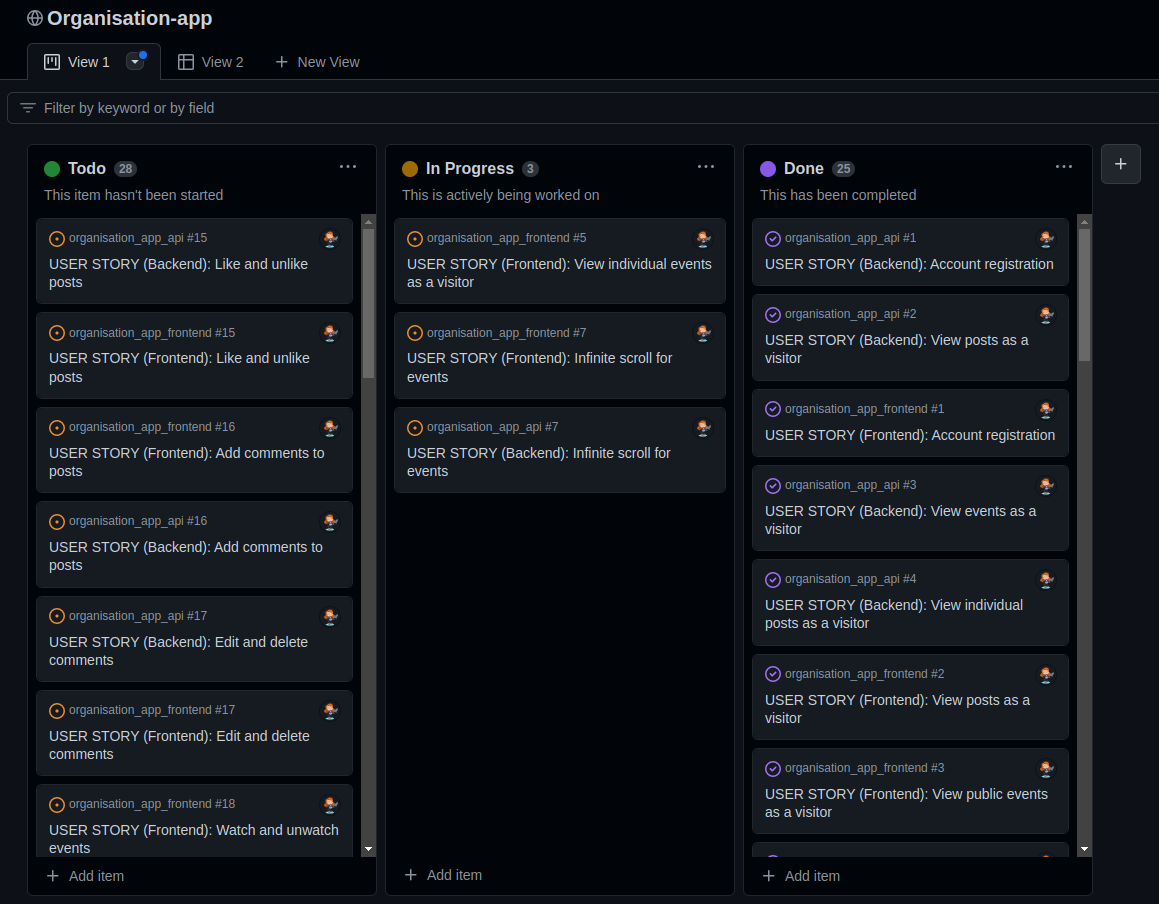 Organisation-app
View 1
View 2
New View
Filter by keyword or by field
Todo 28
This item hasn't been started
organisation_app_api #15
USER STORY (Backend): Like and unlike
posts
organisation_app_frontend #15
USER STORY (Frontend): Like and unlike
posts
organisation_app_frontend #16
USER STORY (Frontend): Add comments to
posts
organisation_app_api #16
USER STORY (Backend): Add comments to
posts
organisation_app_api #17
USER STORY (Backend): Edit and delete
comments
organisation_app_frontend #17
USER STORY (Frontend): Edit and delete
comments
organisation_app_frontend #18
USER STORY (Frontend): Watch and unwatch
events
Add item
In Progress 3
This is actively being worked on
organisation_app_frontend #5
USER STORY (Frontend): View individual events
as a visitor
organisation_app_frontend #7
USER STORY (Frontend): Infinite scroll for
events
organisation_app_api #7
USER STORY (Backend): Infinite scroll for
events
Add item
Done 25
This has been completed
organisation_app_api #1
USER STORY (Backend): Account registration
organisation_app_api #2
USER STORY (Backend): View posts as a
visitor
organisation_app_frontend #1
USER STORY (Frontend): Account registration
organisation_app_api #3
USER STORY (Backend): View events as a
visitor
organisation_app_api #4
USER STORY (Backend): View individual
posts as a visitor
organisation_app_frontend #2
USER STORY (Frontend): View posts as a
visitor
organisation_app_frontend #3
USER STORY (Frontend): View public events
as a visitor
Add item